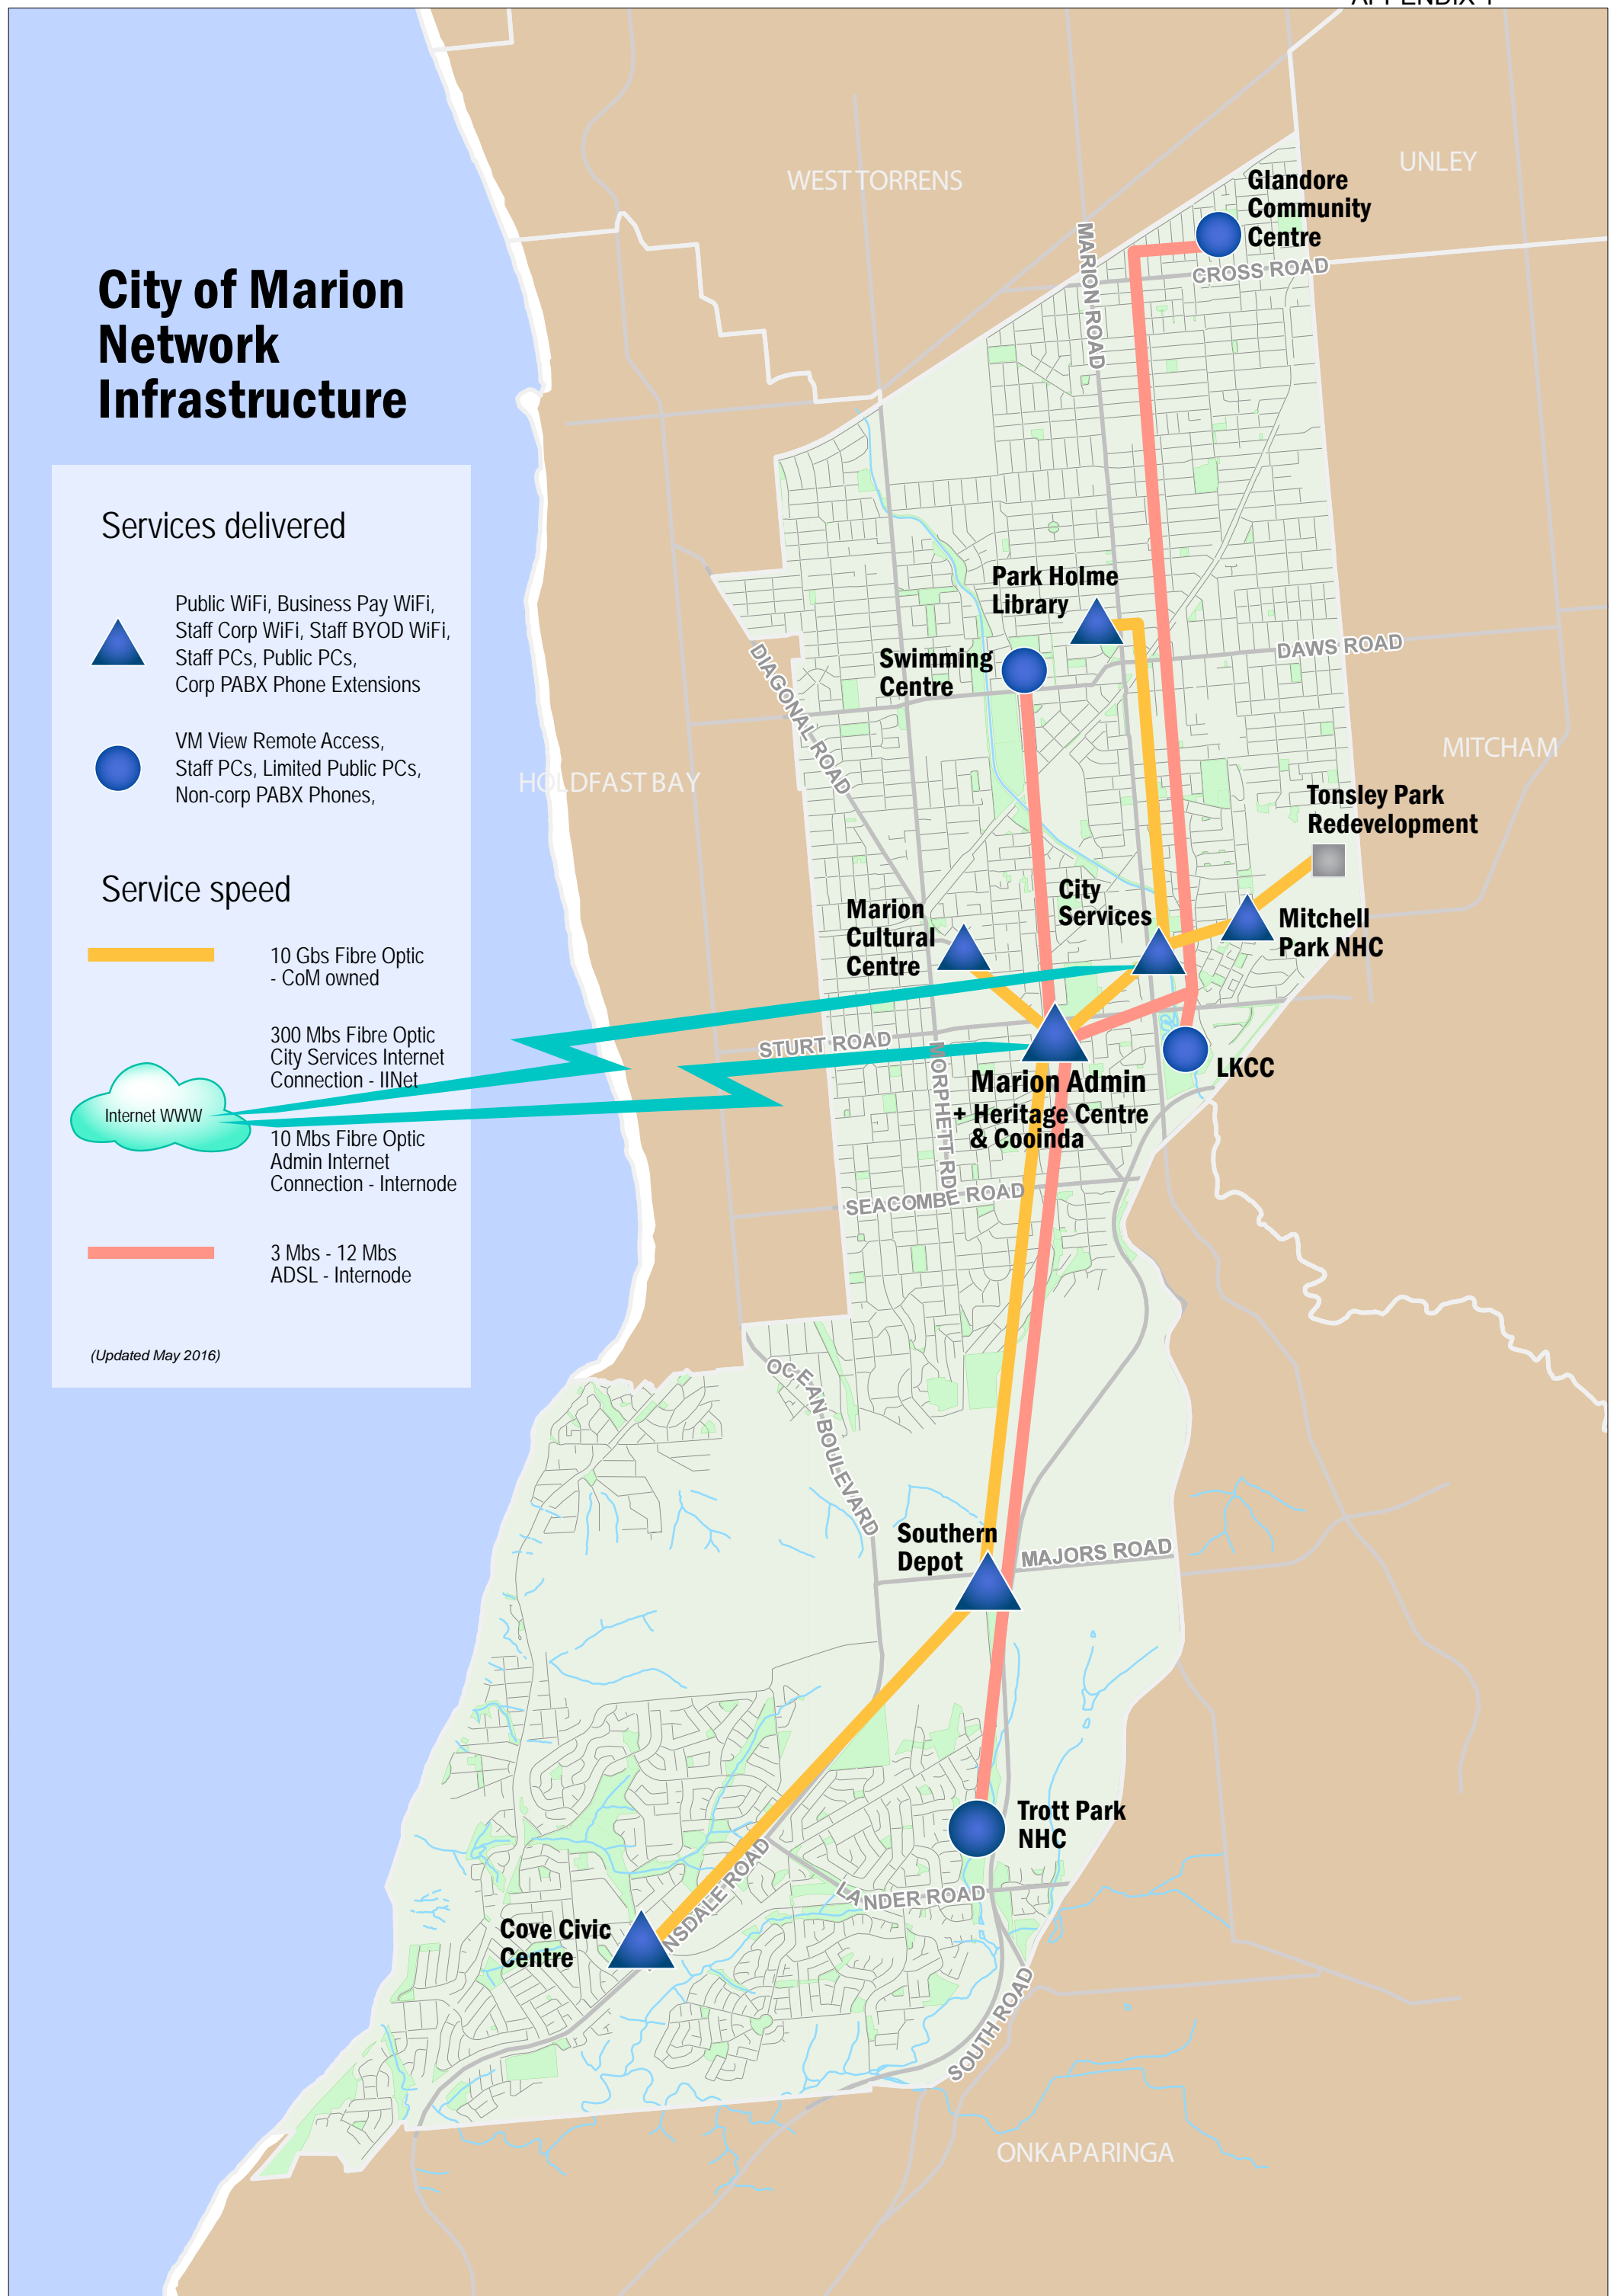 City of Marion
Network
Infrastructure
Services delivered
Public WiFi, Business Pay WiFi,
Staff Corp WiFi, Staff BYOD WiFi,
Staff PCs, Public PCs,
Corp PABX Phone Extensions
VM View Remote Access,
Staff PCs, Limited Public PCs,
Non-corp PABX Phones,
Service speed
10 Gbs Fibre Optic
- CoM owned
300 Mbs Fibre Optic
City Services Internet
Connection - IINet
Internet WWW
10 Mbs Fibre Optic
Admin Internet
Connection - Internode
3 Mbs - 12 Mbs
ADSL - Internode
(Updated May 2016)
WEST TORRENS
UNLEY
Glandore
Community
Centre
MARION ROAD
CROSS ROAD
Park Holme
Library
Swimming
Centre
DAWS ROAD
DIAGONAL ROAD
HOLDFAST BAY
MITCHAM
Tonsley Park
Redevelopment
City
Services
Marion
Cultural
Centre
Mitchell
Park NHC
STURT ROAD
MORPHETT RD
LKCC
Marion Admin
+ Heritage Centre
& Cooinda
SEACOMBE ROAD
OCEAN BOULEVARD
Southern
Depot
MAJORS ROAD
Trott Park
NHC
LANDER ROAD
NSDALE ROAD
Cove Civic
Centre
SOUTH ROAD
ONKAPARINGA